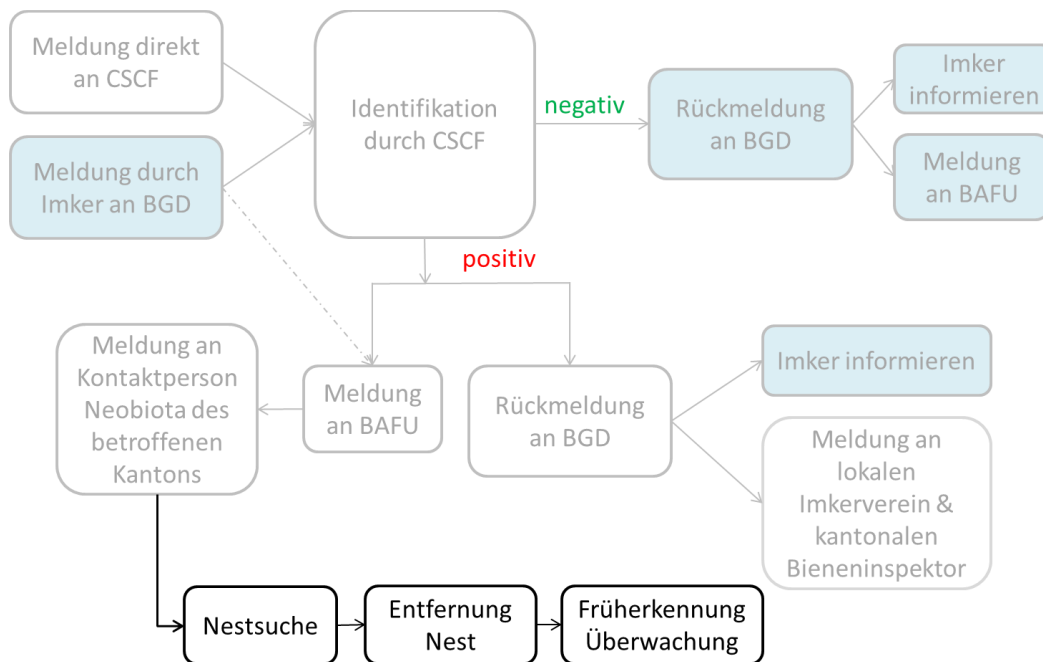 Meldung direkt
an CSCF
Meldung durch
Imker an BGD
Identifikation
durch CSCF
negativ
Rückmeldung
an BGD
Imker
informieren
Meldung
an BAFU
positiv
Meldung an
Kontaktperson
Neobiota des
betroffenen
Kantons
Meldung
an BAFU
Rückmeldung
an BGD
Imker informieren
Meldung an
lokalen
Imkerverein &
kantonalen
Bieneninspektor
Nestsuche
Entfernung
Nest
Früherkennung
Überwachung